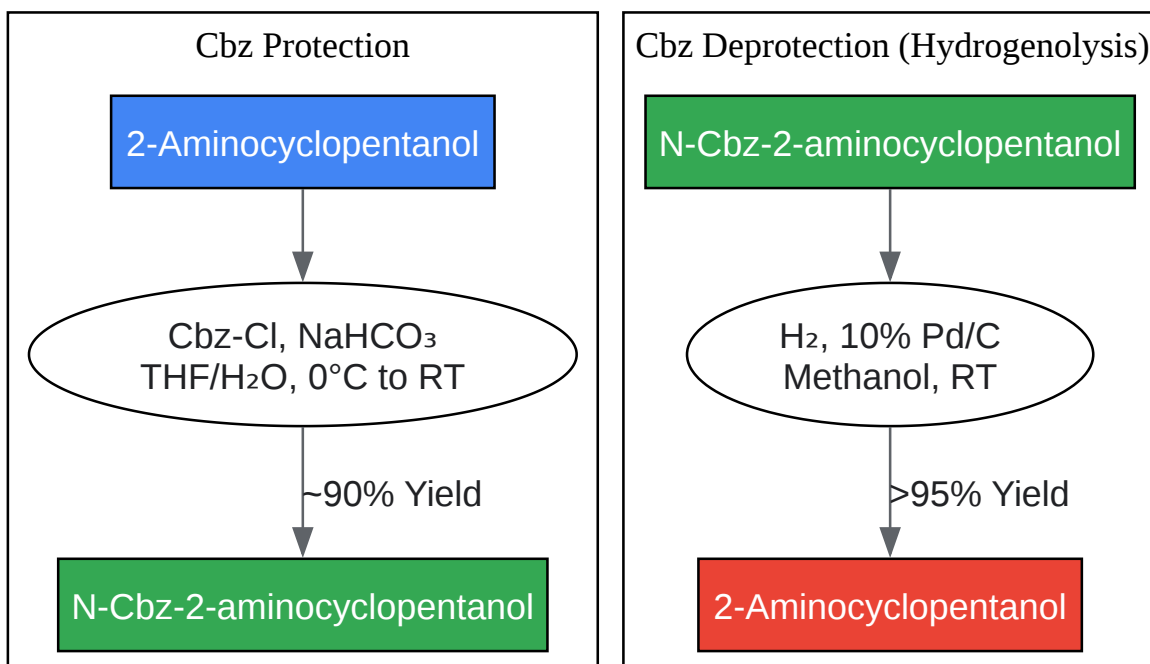 Cbz Protection
2-Aminocyclopentanol
Cbz-Cl, NaHCO₃
THF/H₂O, 0°C to RT
~90% Yield
N-Cbz-2-aminocyclopentanol
Cbz Deprotection (Hydrogenolysis)
N-Cbz-2-aminocyclopentanol
H₂, 10% Pd/C
Methanol, RT
>95% Yield
2-Aminocyclopentanol